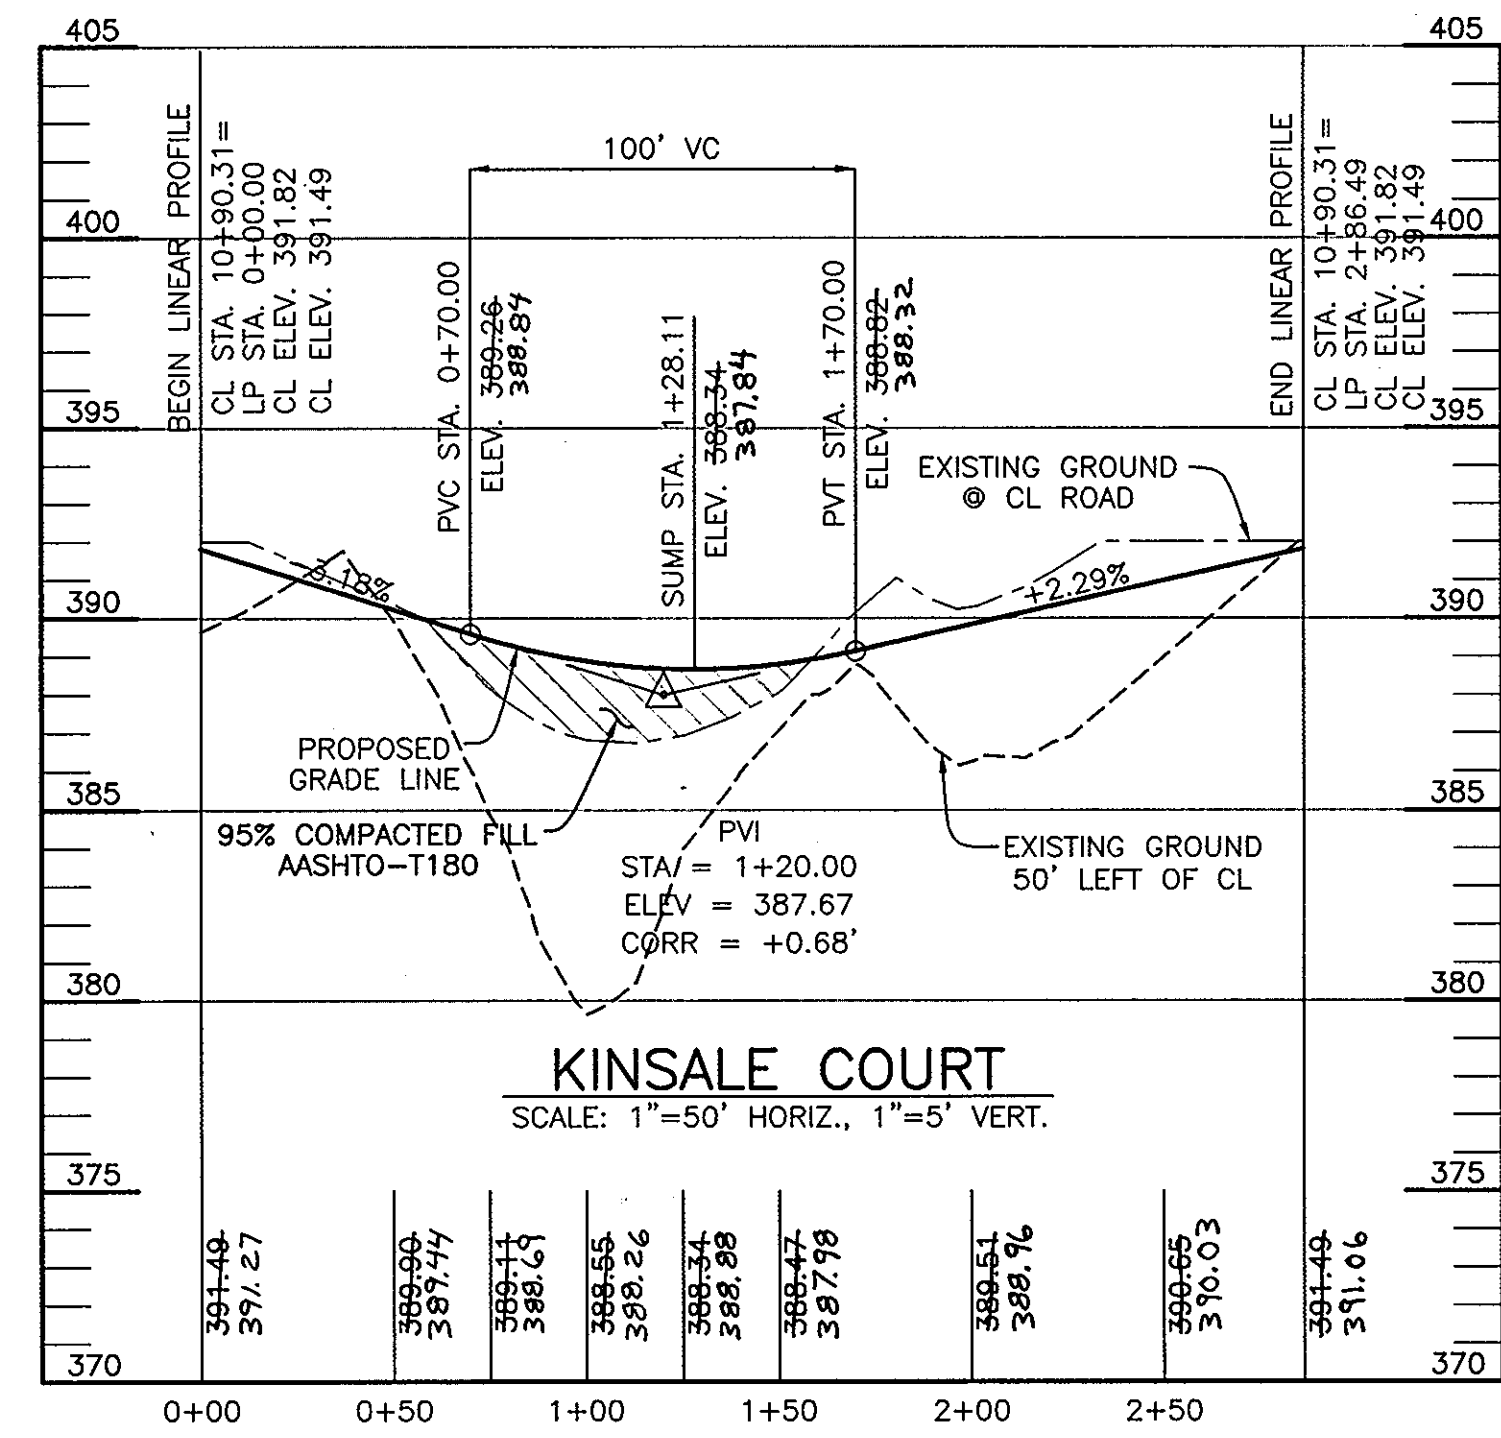 405
405
BEGIN LINEAR PROFILE
CL STA. 10+90.31=
LP STA. 0+00.00
CL ELEV. 391.82
CL ELEV. 391.49
100' VC
END LINEAR PROFILE
CL STA. 10+90.31=
LP STA. 2+86.49
CL ELEV. 391.82
CL ELEV. 391.49
400
400
PVC STA. 0+70.00
ELEV. 389.26
388.84
SUMP STA. 1+28.11
ELEV. 388.34
387.84
PVT STA. 1+70.00
ELEV. 388.82
388.32
395
395
EXISTING GROUND
@ CL ROAD
3.18%
+2.29%
390
390
PROPOSED
GRADE LINE
385
385
95% COMPACTED FILL
AASHTO-T180
PVI
STA = 1+20.00
ELEV = 387.67
CORR = +0.68'
EXISTING GROUND
50' LEFT OF CL
380
380
KINSALE COURT
SCALE: 1"=50' HORIZ., 1"=5' VERT.
375
375
391.49
391.27
389.90
389.44
389.11
388.69
388.55
388.26
388.34
388.88
388.47
387.98
389.51
388.96
390.65
390.03
391.49
391.06
370
370
0+00
0+50
1+00
1+50
2+00
2+50